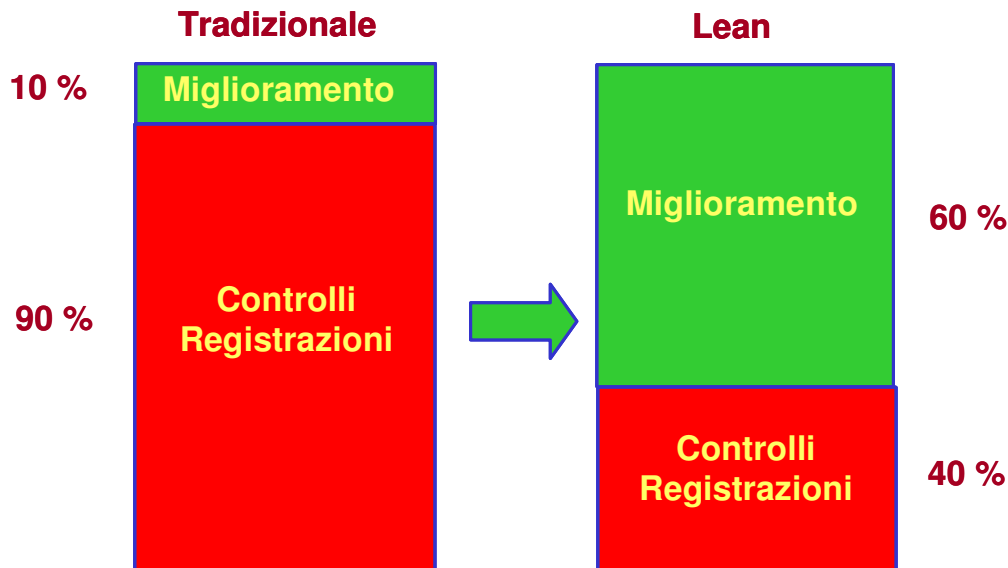 Tradizionale
10 %
Miglioramento
90 %
Controlli
Registrazioni
Lean
Miglioramento
60 %
Controlli
Registrazioni
40 %